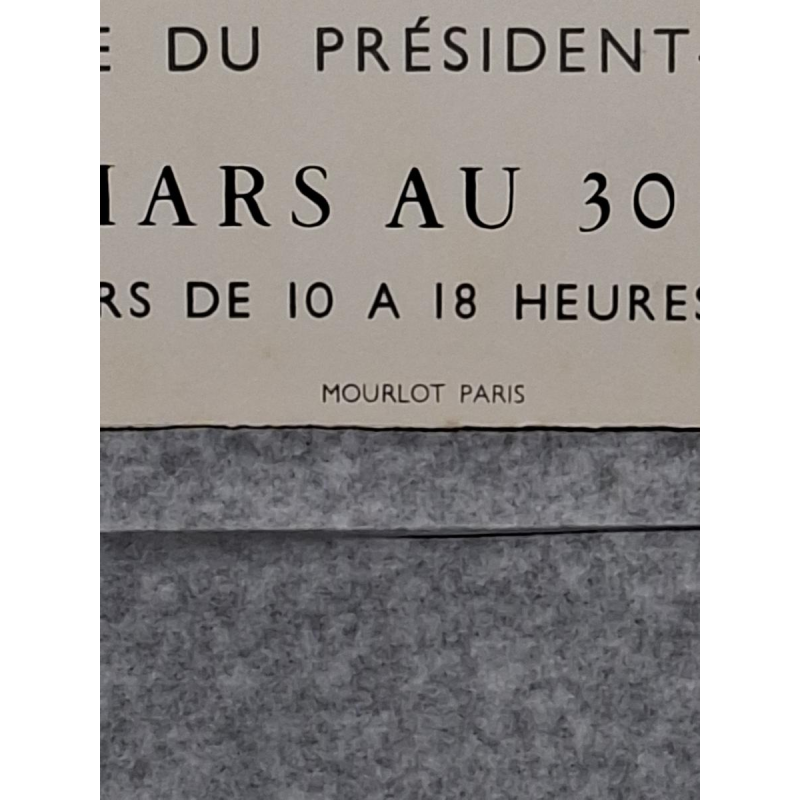 E DU PRÉSIDENT-
MARS AU 30
RS DE 10 A 18 HEURES
MOURLOT PARIS